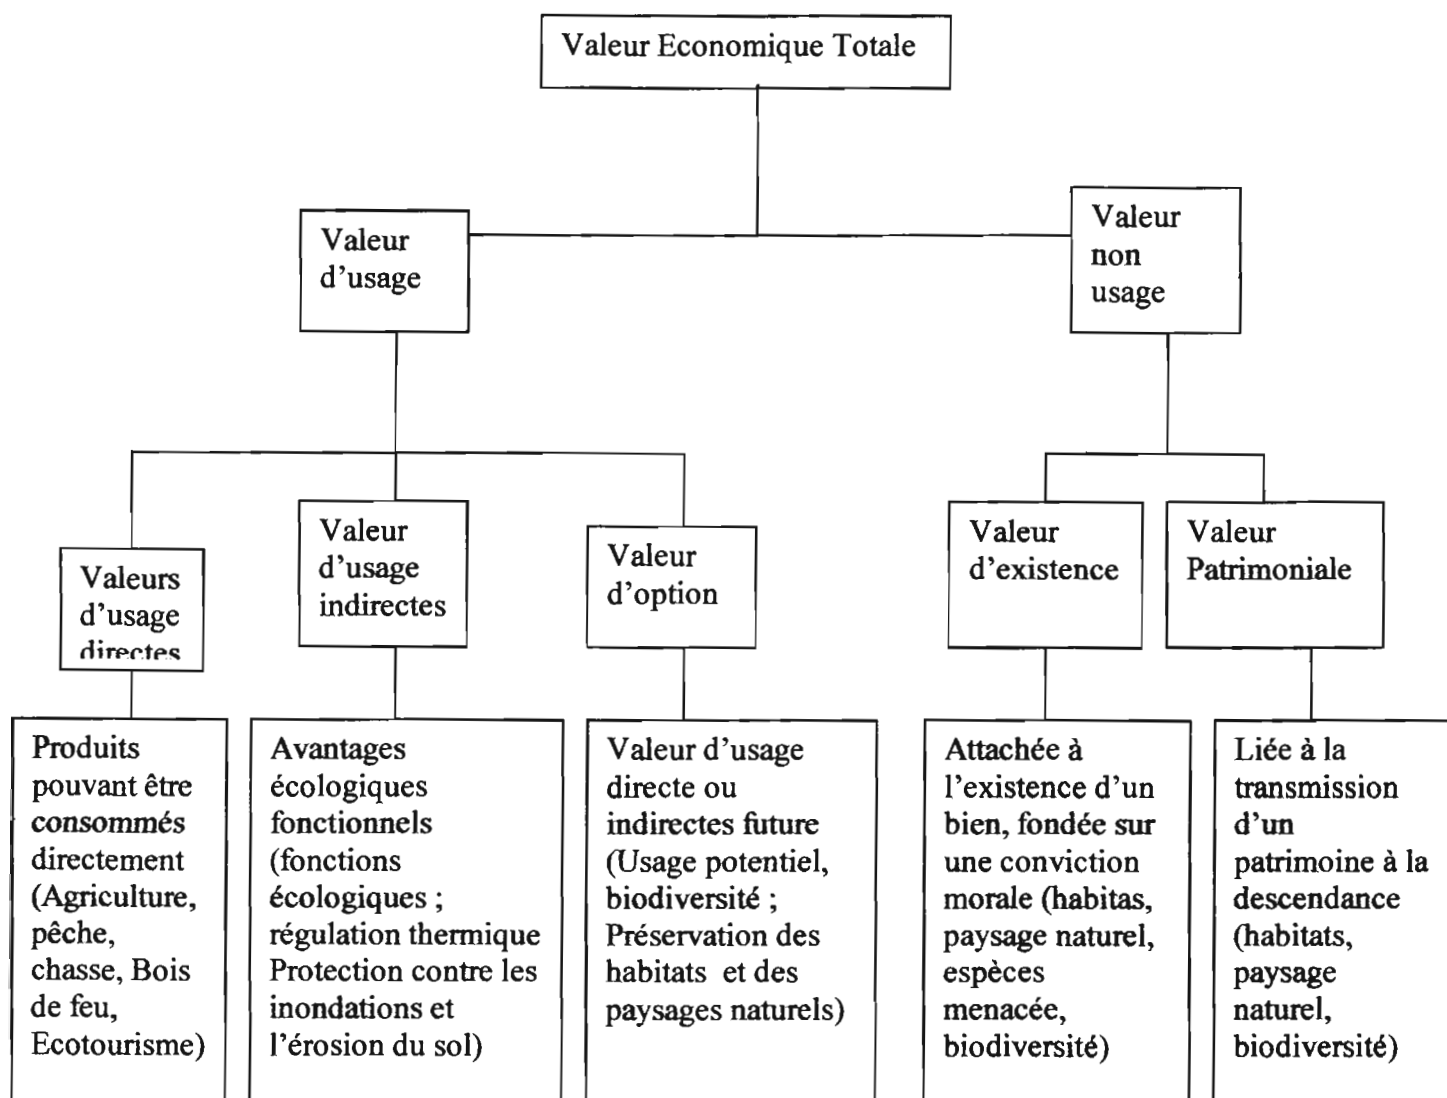 Valeur Economique Totale
Valeur
d'usage
Valeur
non
usage
Valeurs
d'usage
directes
Valeur
d'usage
indirectes
Valeur
d'option
Valeur
d'existence
Valeur
Patrimoniale
Produits
pouvant être
consommés
directement
(Agriculture,
pêche,
chasse, Bois
de feu,
Ecotourisme)
Avantages
écologiques
fonctionnels
(fonctions
écologiques ;
régulation thermique
Protection contre les
inondations et
l'érosion du sol)
Valeur d'usage
directe ou
indirectes future
(Usage potentiel,
biodiversité ;
Préservation des
habitats et des
paysages naturels)
Attachée à
l'existence d'un
bien, fondée sur
une conviction
morale (habitas,
paysage naturel,
espèces
menacée,
biodiversité)
Liée à la
transmission
d'un
patrimoine à la
descendance
(habitats,
paysage
naturel,
biodiversité)